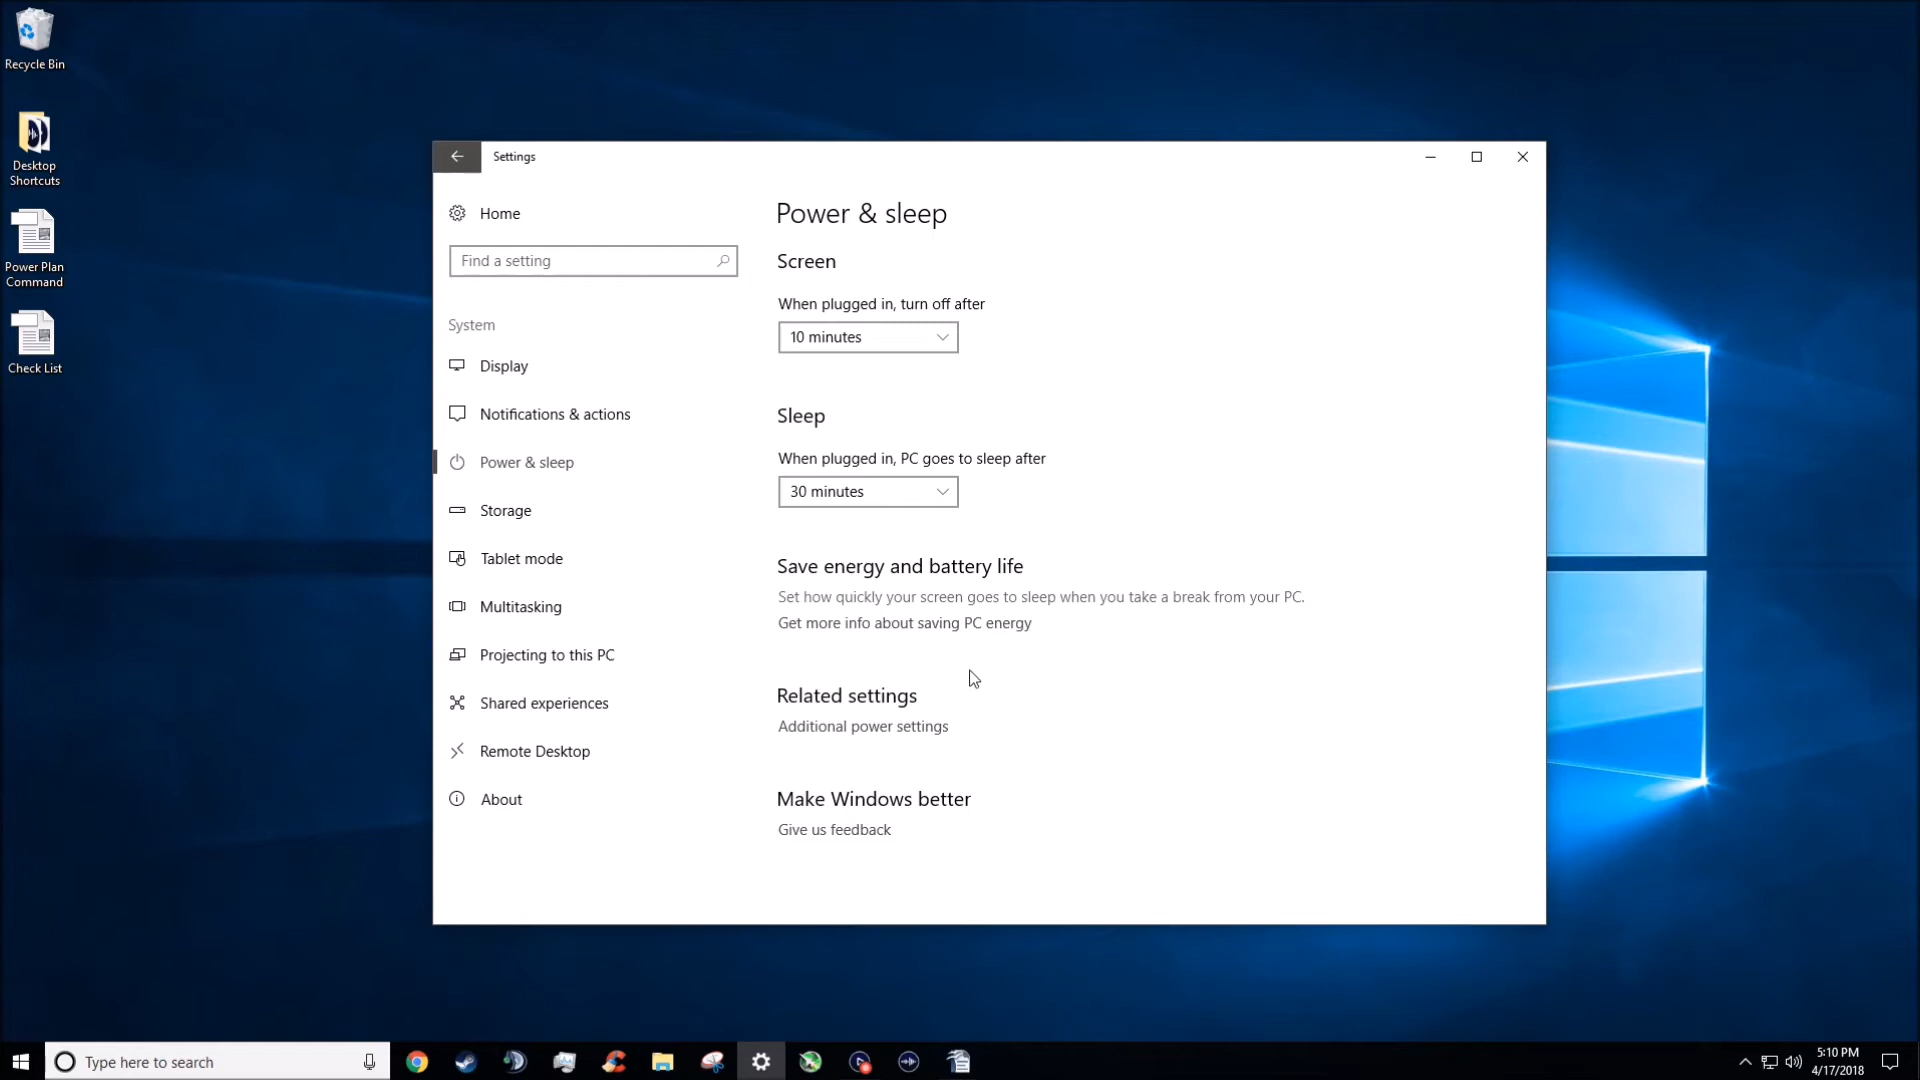 Recycle Bin
Desktop
Shortcuts
Power Plan
Command
Check List
Settings
Home
Find a setting
System
Display
Notifications & actions
Power & sleep
Storage
Tablet mode
Multitasking
Projecting to this PC
Shared experiences
Remote Desktop
About
Power & sleep
Screen
When plugged in, turn off after
10 minutes
Sleep
When plugged in, PC goes to sleep after
30 minutes
Save energy and battery life
Set how quickly your screen goes to sleep when you take a break from your PC.
Get more info about saving PC energy
Related settings
Additional power settings
Make Windows better
Give us feedback
Type here to search
5:10 PM
4/17/2018